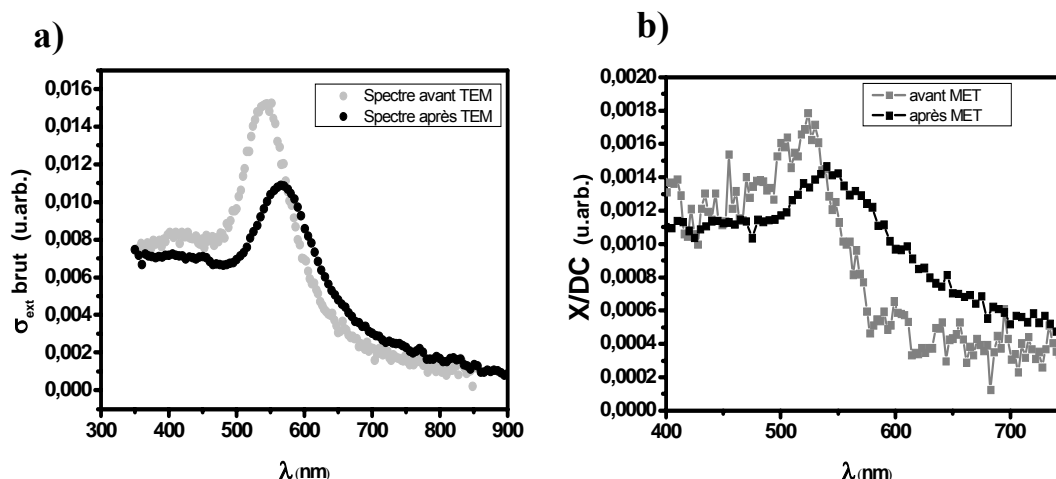 a)
σext brut (u.arb.)
0,016
0,014
0,012
0,010
0,008
0,006
0,004
0,002
0,000
Spectre avant TEM
Spectre après TEM
300 400 500 600 700 800 900
λ (nm)
b)
X/DC (u.arb.)
0,0020
0,0018
0,0016
0,0014
0,0012
0,0010
0,0008
0,0006
0,0004
0,0002
0,0000
avant MET
après MET
400 500 600 700
λ (nm)